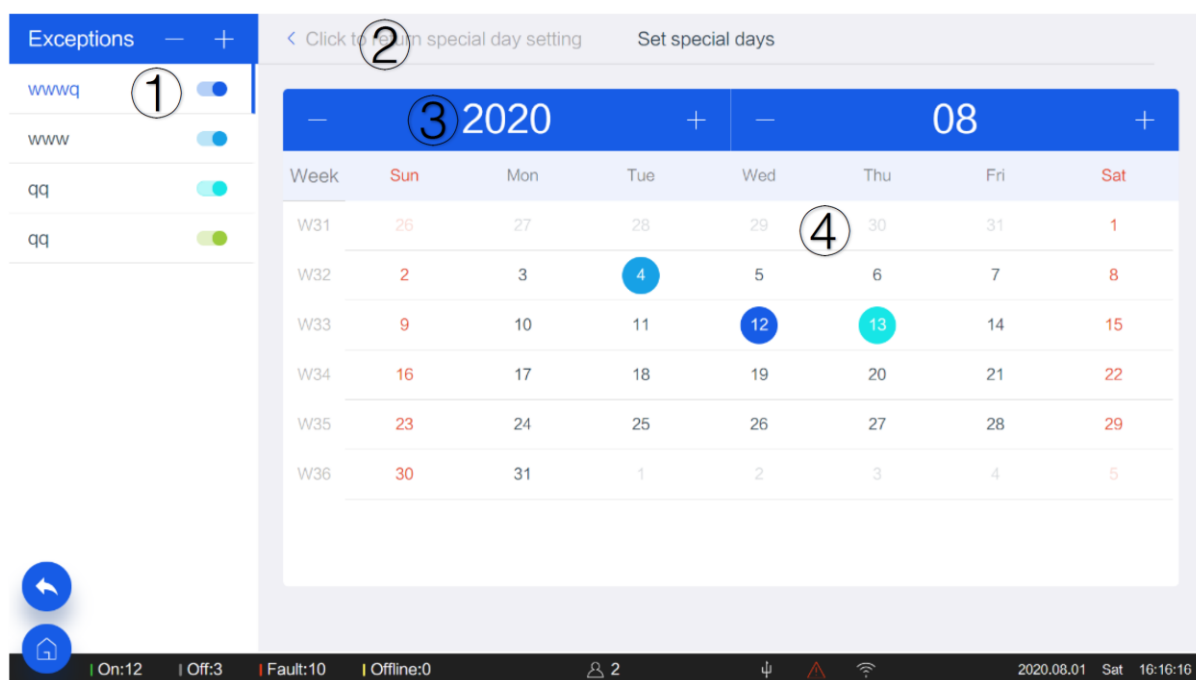 Exceptions — +
wwwq
www
qq
qq
①
< Click to return special day setting Set special days
②
— 2020 + — 08 +
③
Week Sun Mon Tue Wed Thu Fri Sat
W31 26 27 28 29 30 31 1
④
W32 2 3 4 5 6 7 8
W33 9 10 11 12 13 14 15
W34 16 17 18 19 20 21 22
W35 23 24 25 26 27 28 29
W36 30 31 1 2 3 4 5
On:12 Off:3 Fault:10 Offline:0 2 2020.08.01 Sat 16:16:16